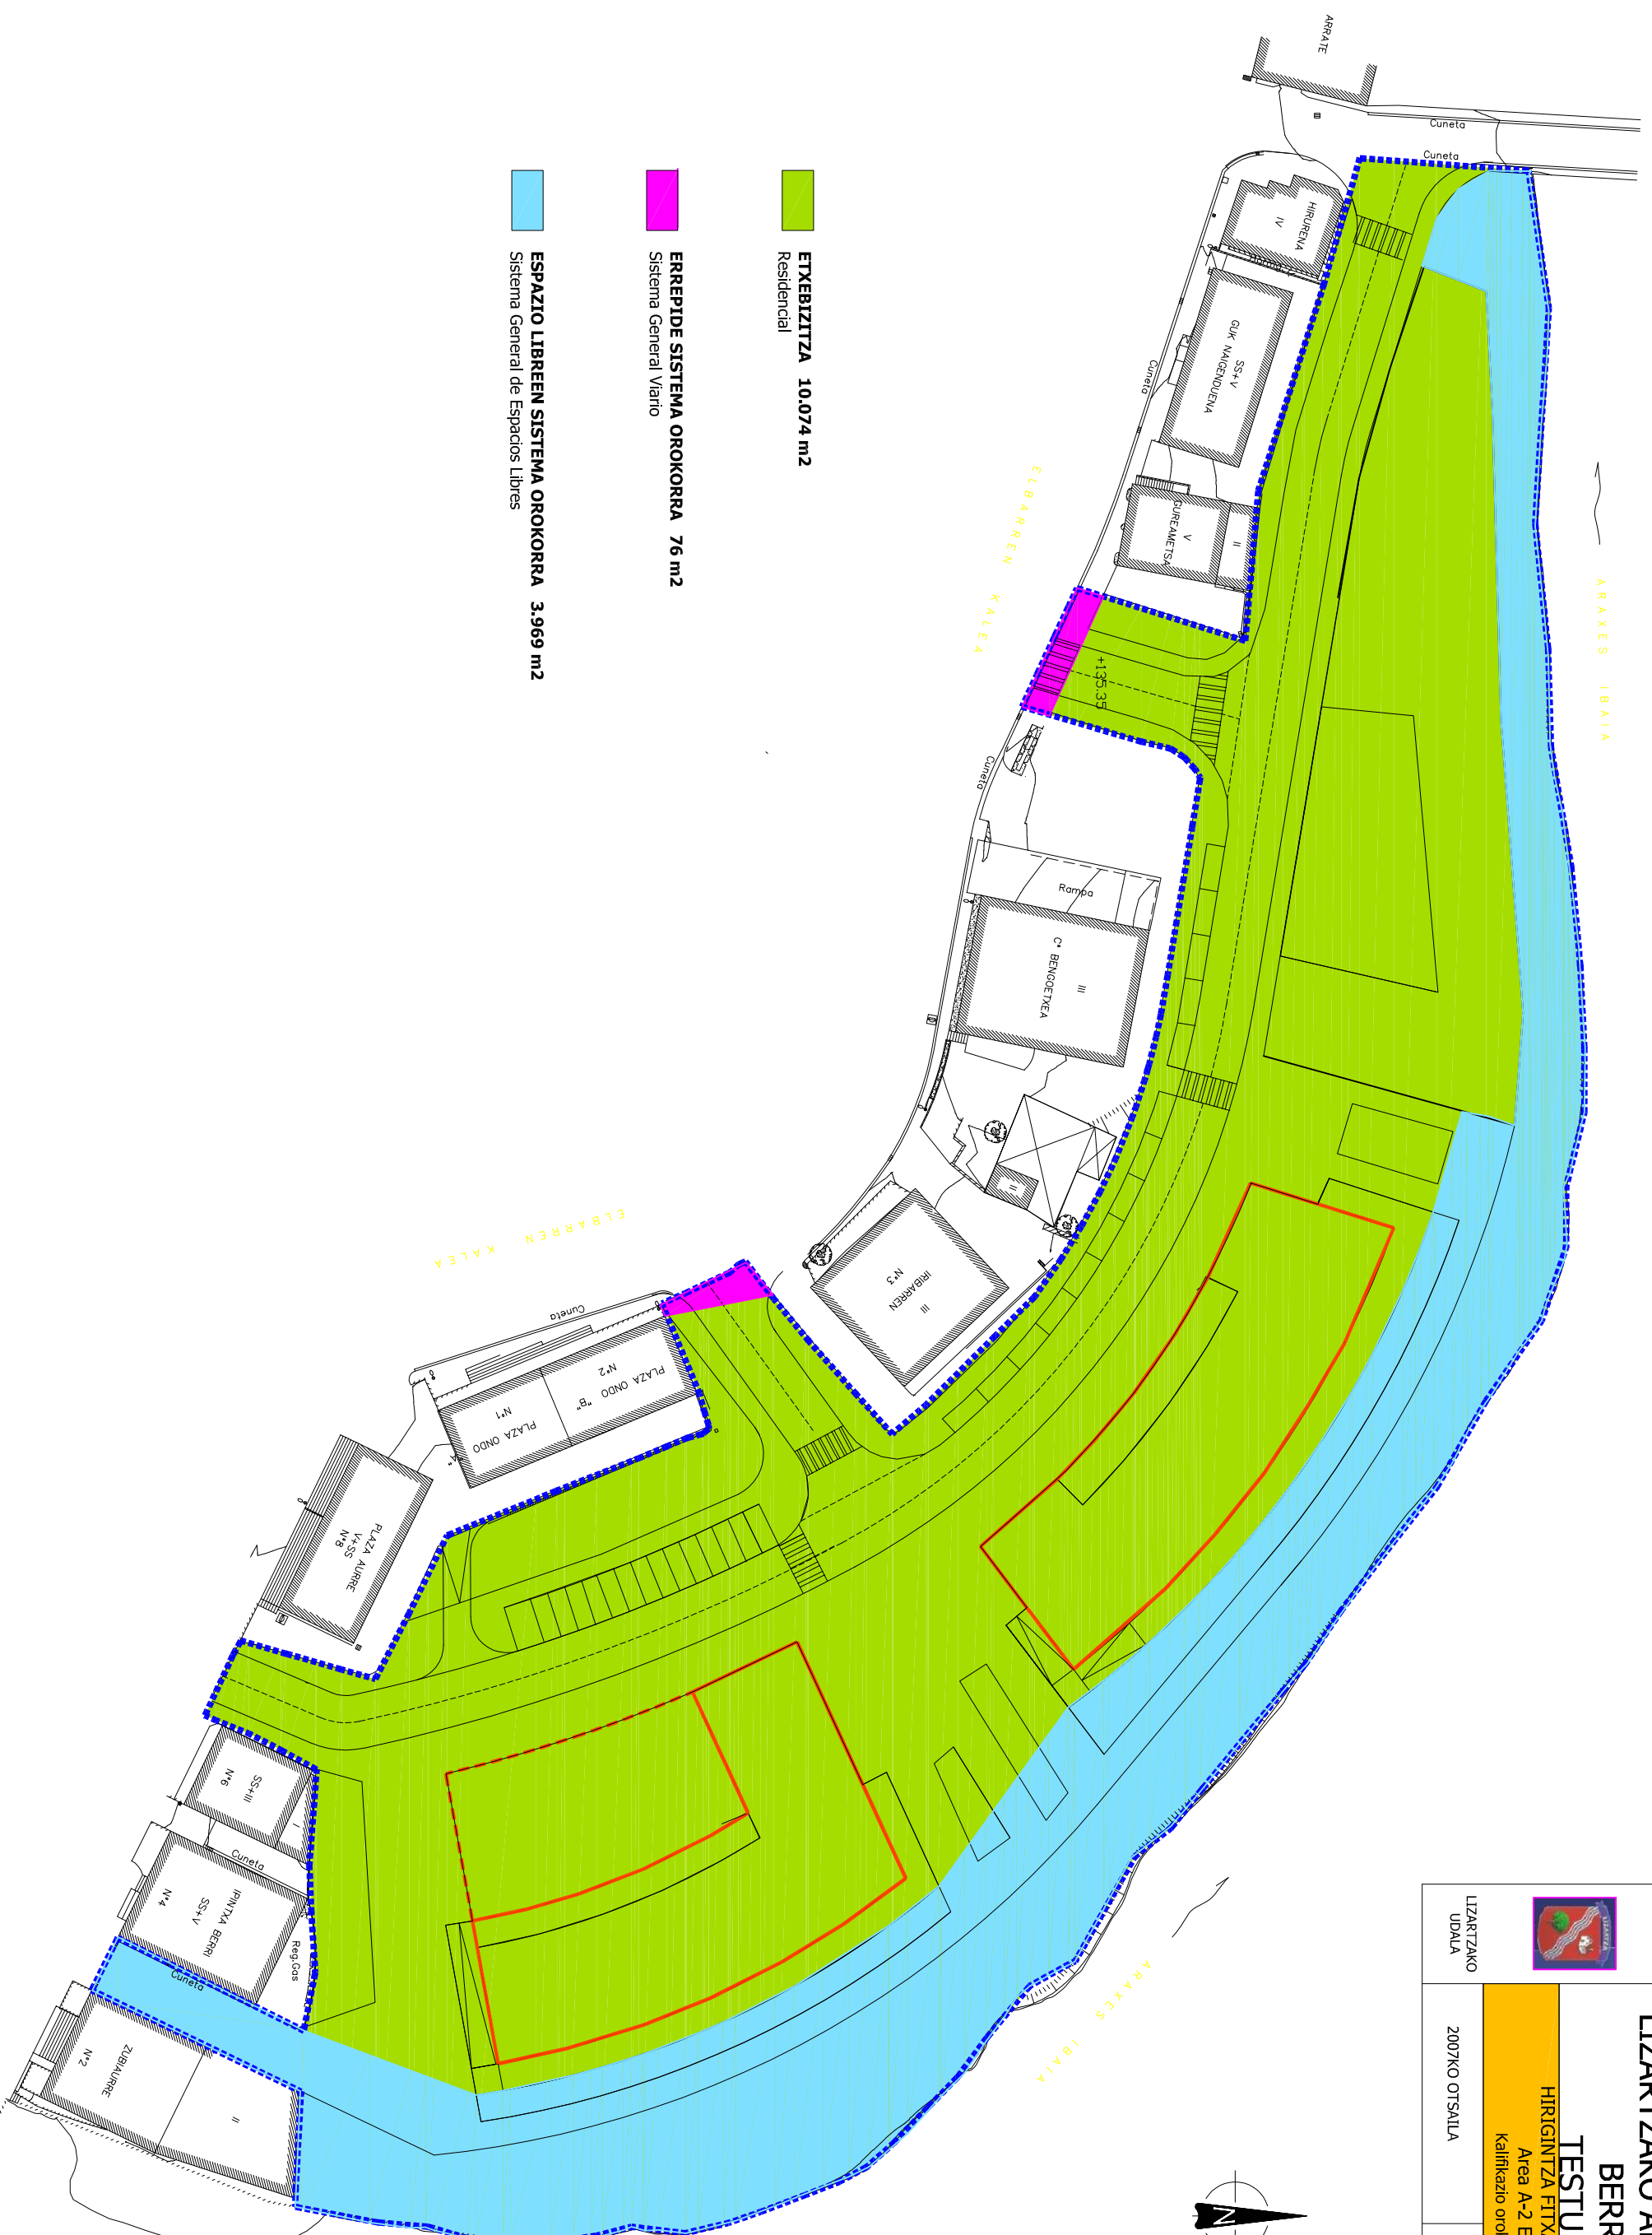 ETXEBIZITZA 10.074 m2
Residencial
ERREPIDE SISTEMA OROKORRA 76 m2
Sistema General Viario
ESPAZIO LIBREEN SISTEMA OROKORRA 3.969 m2
Sistema General de Espacios Libres
ARRATE
Cuneta
Cuneta
HIRURENA
IV
SS+V
GUK NAIGENDUENA
Cuneta
II
V
GUREAMETSA
ELBARREN KALEA
ARAXES IBAIA
+135.35
Cuneta
Rampa
III
Cª BENGOETXEA
II
III
IRIBARREN
Nº3
ELBARREN KALEA
Cuneta
PLAZA ONDO "B"
Nº2
PLAZA ONDO "A"
Nº1
PLAZA AURRE
V+SS
Nº8
I
SS+III
Nº6
Cuneta
IPINTXA BERRI
SS+V
Nº4
Reg.Gas
Cuneta
II
ZUBIAURRE
Nº2
ARAXES IBAIA
N
LIZARTZA
LIZARTZAKO
UDALA
2007KO OTSAILA
LIZARTZAKO
BERR
TESTU
HIRIGINTZA FITX
Area A-2 E
Kalifikazio